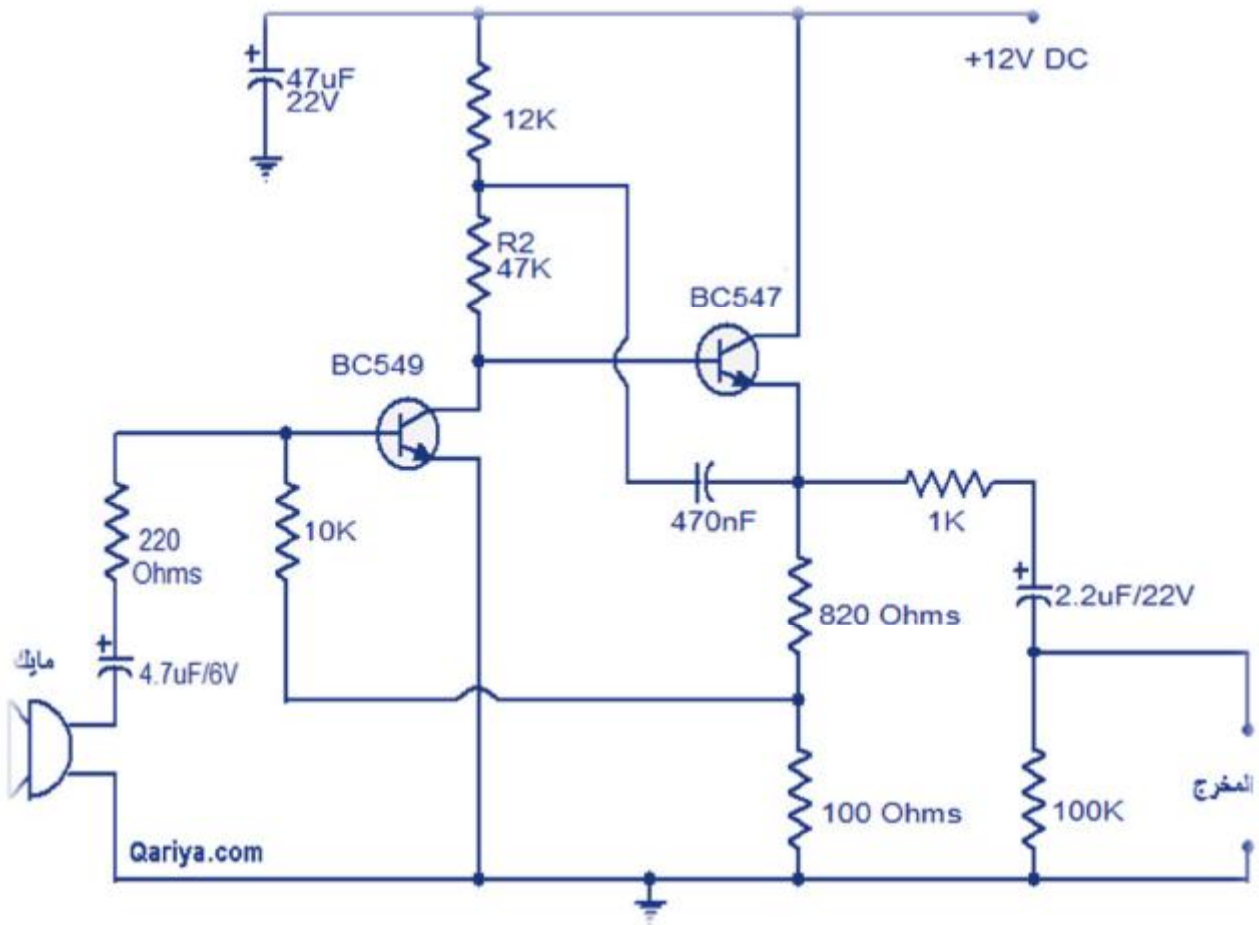 +12V DC
47uF
22V
12K
R2
47K
BC547
BC549
220
Ohms
10K
470nF
1K
820 Ohms
2.2uF/22V
مايك
4.7uF/6V
المخرج
100 Ohms
100K
Qariya.com